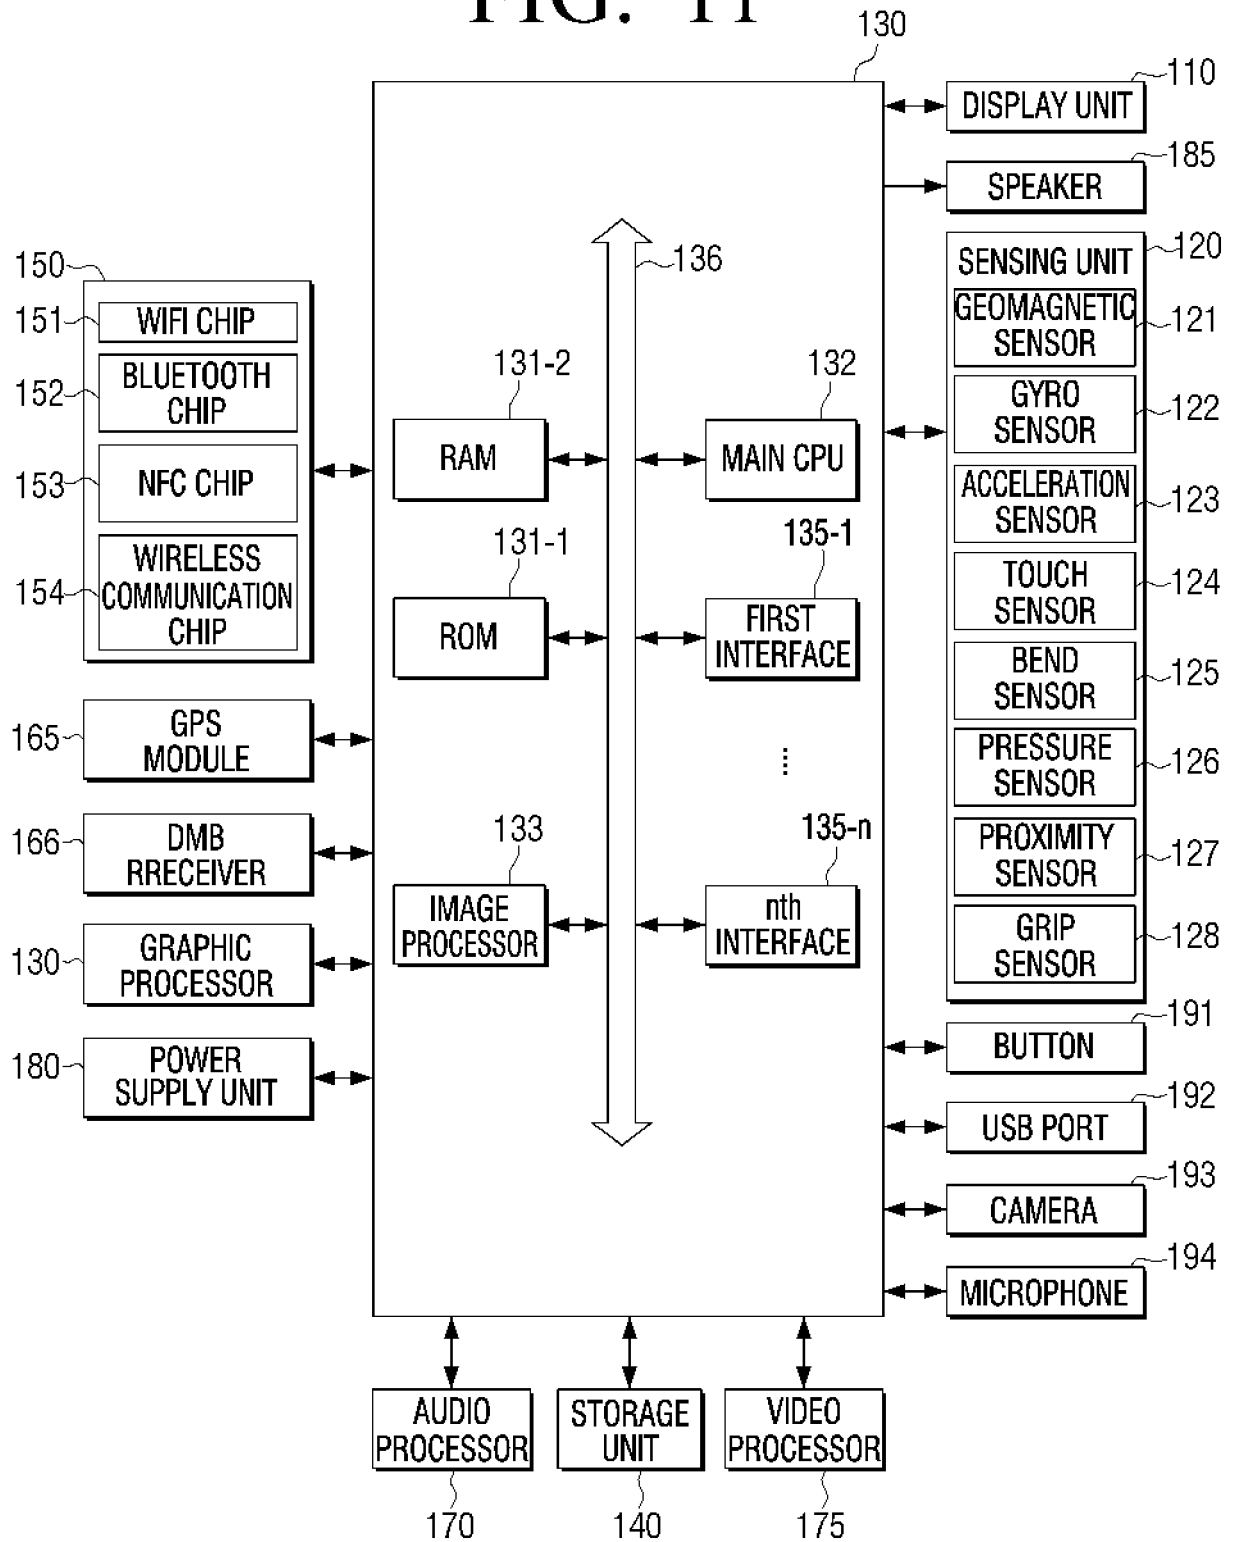 FIG. 11
130
110
DISPLAY UNIT
185
SPEAKER
120
SENSING UNIT
GEOMAGNETIC
SENSOR
121
GYRO
SENSOR
122
ACCELERATION
SENSOR
123
TOUCH
SENSOR
124
BEND
SENSOR
125
PRESSURE
SENSOR
126
PROXIMITY
SENSOR
127
GRIP
SENSOR
128
191
BUTTON
192
USB PORT
193
CAMERA
194
MICROPHONE
136
150
151
WIFI CHIP
152
BLUETOOTH
CHIP
153
NFC CHIP
154
WIRELESS
COMMUNICATION
CHIP
165
GPS
MODULE
166
DMB
RRECEIVER
130
GRAPHIC
PROCESSOR
180
POWER
SUPPLY UNIT
131-2
RAM
132
MAIN CPU
131-1
ROM
135-1
FIRST
INTERFACE
133
IMAGE
PROCESSOR
135-n
nth
INTERFACE
AUDIO
PROCESSOR
170
STORAGE
UNIT
140
VIDEO
PROCESSOR
175